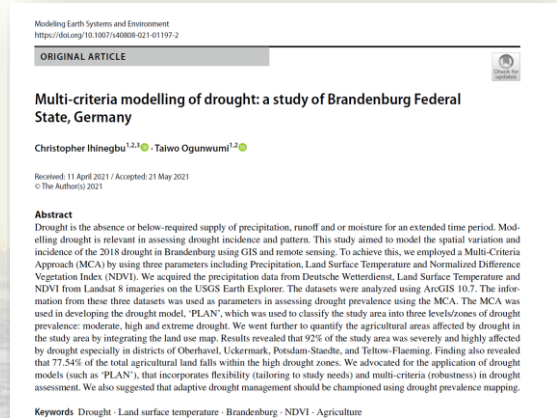 Modeling Earth Systems and Environment
https://doi.org/10.1007/s40808-021-01197-2
ORIGINAL ARTICLE
Check for
updates
Multi-criteria modelling of drought: a study of Brandenburg Federal
State, Germany
Christopher Ihinegbu1,2,3 · Taiwo Ogunwumi1,2
Received: 11 April 2021 / Accepted: 21 May 2021
© The Author(s) 2021
Abstract
Drought is the absence or below-required supply of precipitation, runoff and or moisture for an extended time period. Mod-
elling drought is relevant in assessing drought incidence and pattern. This study aimed to model the spatial variation and
incidence of the 2018 drought in Brandenburg using GIS and remote sensing. To achieve this, we employed a Multi-Criteria
Approach (MCA) by using three parameters including Precipitation, Land Surface Temperature and Normalized Difference
Vegetation Index (NDVI). We acquired the precipitation data from Deutsche Wetterdienst, Land Surface Temperature and
NDVI from Landsat 8 imageries on the USGS Earth Explorer. The datasets were analyzed using ArcGIS 10.7. The infor-
mation from these three datasets was used as parameters in assessing drought prevalence using the MCA. The MCA was
used in developing the drought model, 'PLAN', which was used to classify the study area into three levels/zones of drought
prevalence: moderate, high and extreme drought. We went further to quantify the agricultural areas affected by drought in
the study area by integrating the land use map. Results revealed that 92% of the study area was severely and highly affected
by drought especially in districts of Oberhavel, Uckermark, Potsdam-Staedte, and Teltow-Flaeming. Finding also revealed
that 77.54% of the total agricultural land falls within the high drought zones. We advocated for the application of drought
models (such as 'PLAN'), that incorporates flexibility (tailoring to study needs) and multi-criteria (robustness) in drought
assessment. We also suggested that adaptive drought management should be championed using drought prevalence mapping.
Keywords Drought · Land surface temperature · Brandenburg · NDVI · Agriculture